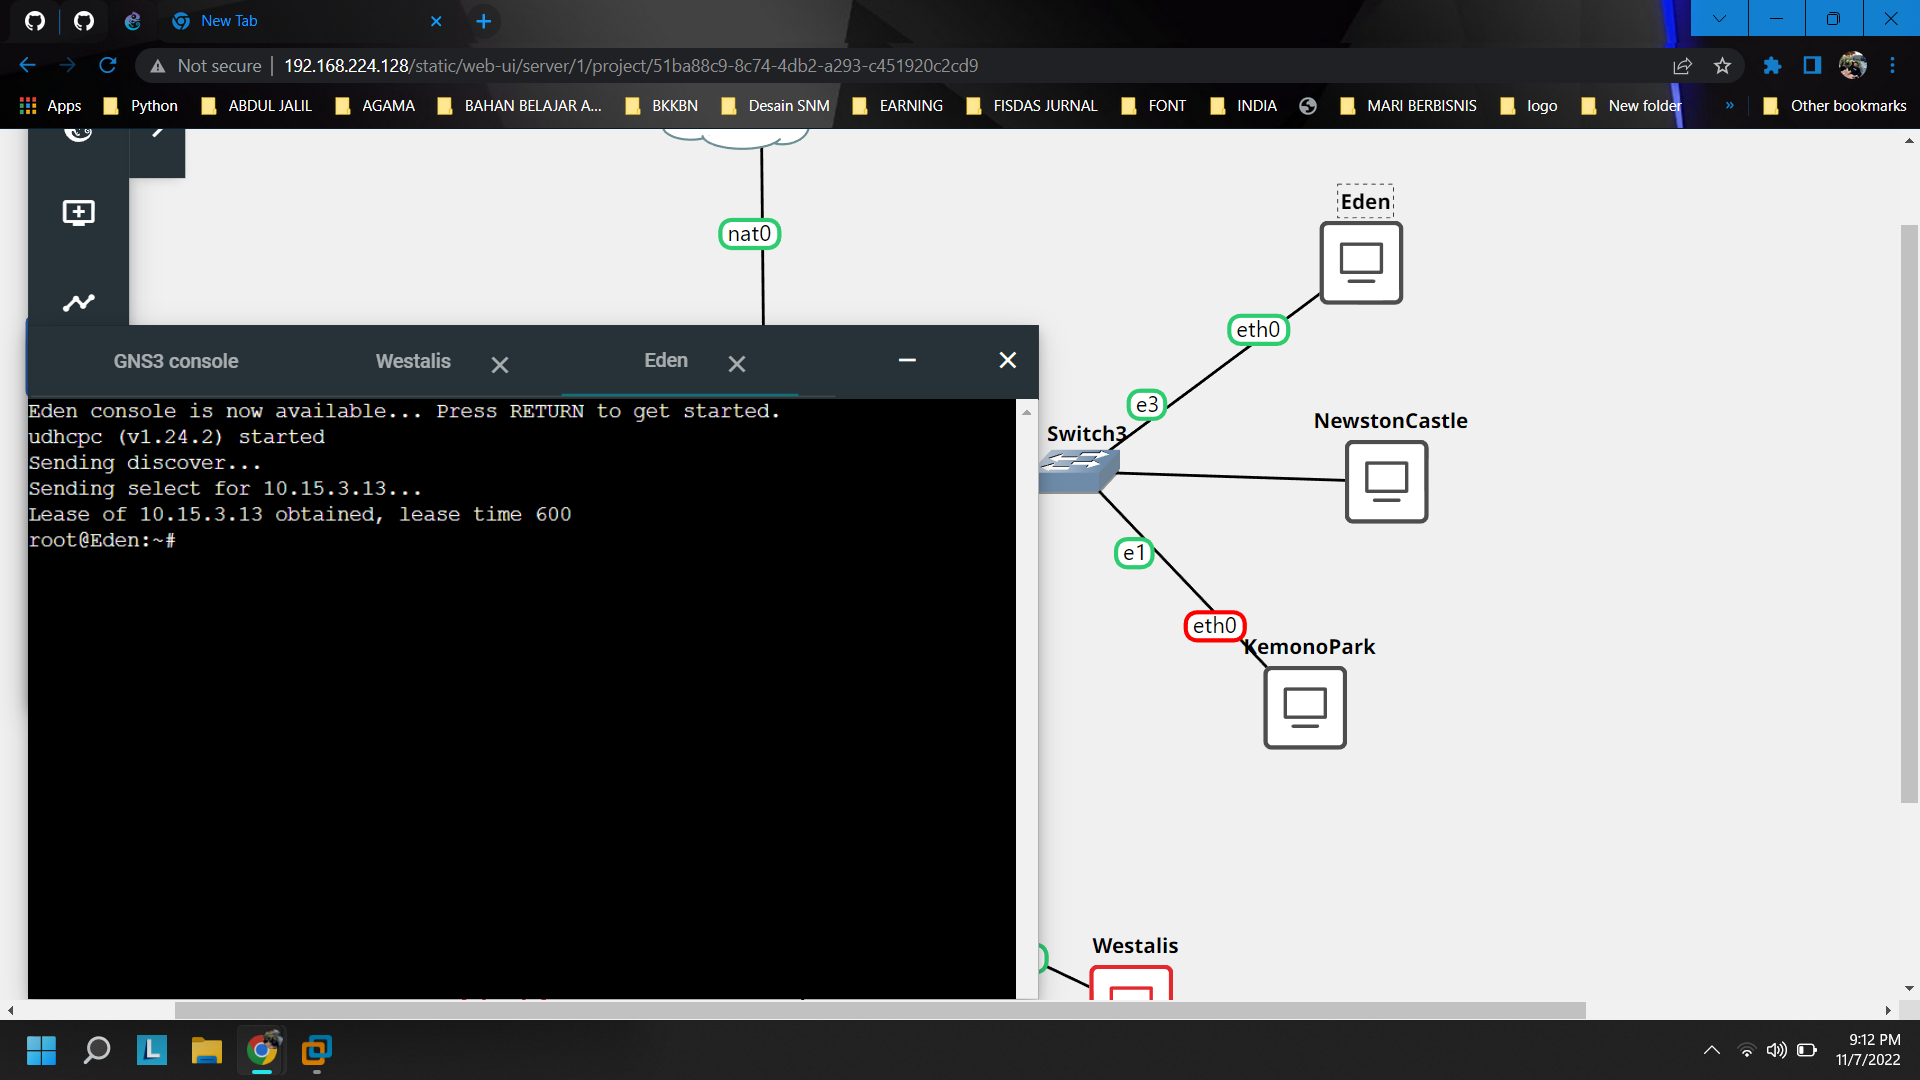 New Tab
Not secure
192.168.224.128/static/web-ui/server/1/project/51ba88c9-8c74-4db2-a293-c451920c2cd9
Apps
Python
ABDUL JALIL
AGAMA
BAHAN BELAJAR A...
BKKBN
Desain SNM
EARNING
FISDAS JURNAL
FONT
INDIA
MARI BERBISNIS
logo
New folder
»
Other bookmarks
nat0
Eden
eth0
e3
Switch3
NewstonCastle
e1
eth0
KemonoPark
Westalis
GNS3 console
Westalis
Eden
Eden console is now available... Press RETURN to get started.
udhcpc (v1.24.2) started
Sending discover...
Sending select for 10.15.3.13...
Lease of 10.15.3.13 obtained, lease time 600
root@Eden:~#
L
9:12 PM
11/7/2022